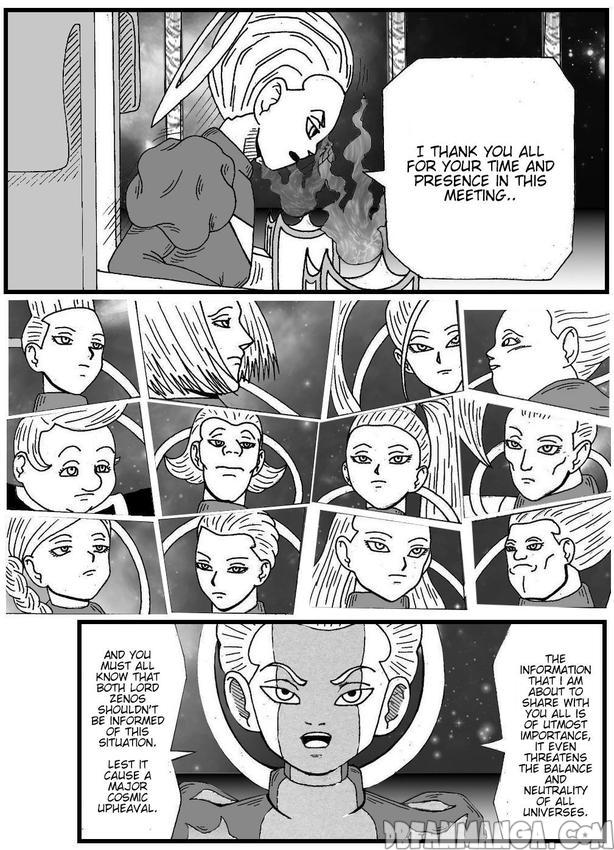 I THANK YOU ALL
FOR YOUR TIME AND
PRESENCE IN THIS
MEETING..
THE
INFORMATION
THAT I AM
ABOUT TO
SHARE WITH
YOU ALL IS
OF UTMOST
IMPORTANCE,
IT EVEN
THREATENS
THE BALANCE
AND
NEUTRALITY
OF ALL
UNIVERSES.
AND YOU
MUST ALL
KNOW THAT
BOTH LORD
ZENOS
SHOULDN'T
BE INFORMED
OF THIS
SITUATION.
LEST IT
CAUSE A
MAJOR
COSMIC
UPHEAVAL.
DBFANMANGA.COM